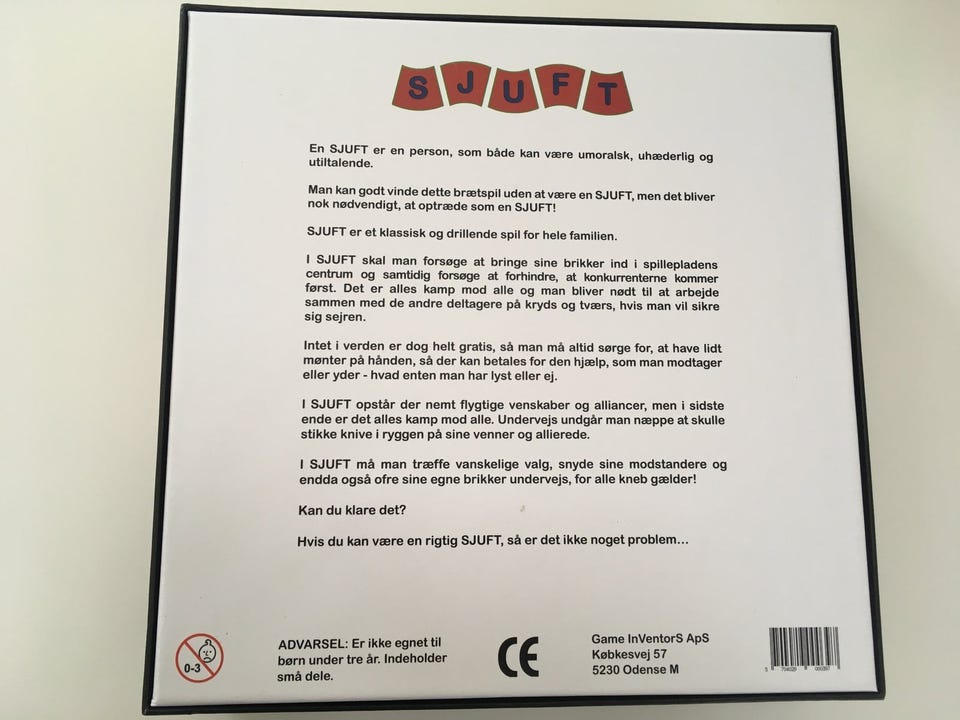 SJUFT
En SJUFT er en person, som både kan være umoralsk, uhæderlig og
utiltalende.
Man kan godt vinde dette brætspil uden at være en SJUFT, men det bliver
nok nødvendigt, at optræde som en SJUFT!
SJUFT er et klassisk og drillende spil for hele familien.
I SJUFT skal man forsøge at bringe sine brikker ind i spillepladens
centrum og samtidig forsøge at forhindre, at konkurrenterne kommer
først. Det er alles kamp mod alle og man bliver nødt til at arbejde
sammen med de andre deltagere på kryds og tværs, hvis man vil sikre
sig sejren.
Intet i verden er dog helt gratis, så man må altid sørge for, at have lidt
mønter på hånden, så der kan betales for den hjælp, som man modtager
eller yder - hvad enten man har lyst eller ej.
I SJUFT opstår der nemt flygtige venskaber og alliancer, men i sidste
ende er det alles kamp mod alle. Undervejs undgår man næppe at skulle
stikke knive i ryggen på sine venner og allierede.
I SJUFT må man træffe vanskelige valg, snyde sine modstandere og
endda også ofre sine egne brikker undervejs, for alle kneb gælder!
Kan du klare det?
Hvis du kan være en rigtig SJUFT, så er det ikke noget problem...
0-3
ADVARSEL: Er ikke egnet til
børn under tre år. Indeholder
små dele.
CE
Game InVentorS ApS
Købkesvej 57
5230 Odense M